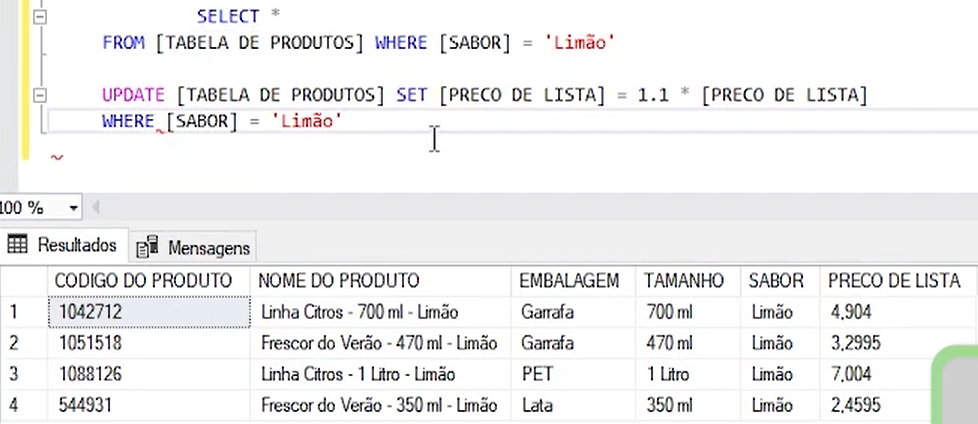 SELECT *
FROM [TABELA DE PRODUTOS] WHERE [SABOR] = 'Limão'
UPDATE [TABELA DE PRODUTOS] SET [PRECO DE LISTA] = 1.1 * [PRECO DE LISTA]
WHERE [SABOR] = 'Limão'
100 %
Resultados Mensagens
CODIGO DO PRODUTO NOME DO PRODUTO EMBALAGEM TAMANHO SABOR PRECO DE LISTA
1 1042712 Linha Citros - 700 ml - Limão Garrafa 700 ml Limão 4,904
2 1051518 Frescor do Verão - 470 ml - Limão Garrafa 470 ml Limão 3,2995
3 1088126 Linha Citros - 1 Litro - Limão PET 1 Litro Limão 7,004
4 544931 Frescor do Verão - 350 ml - Limão Lata 350 ml Limão 2,4595